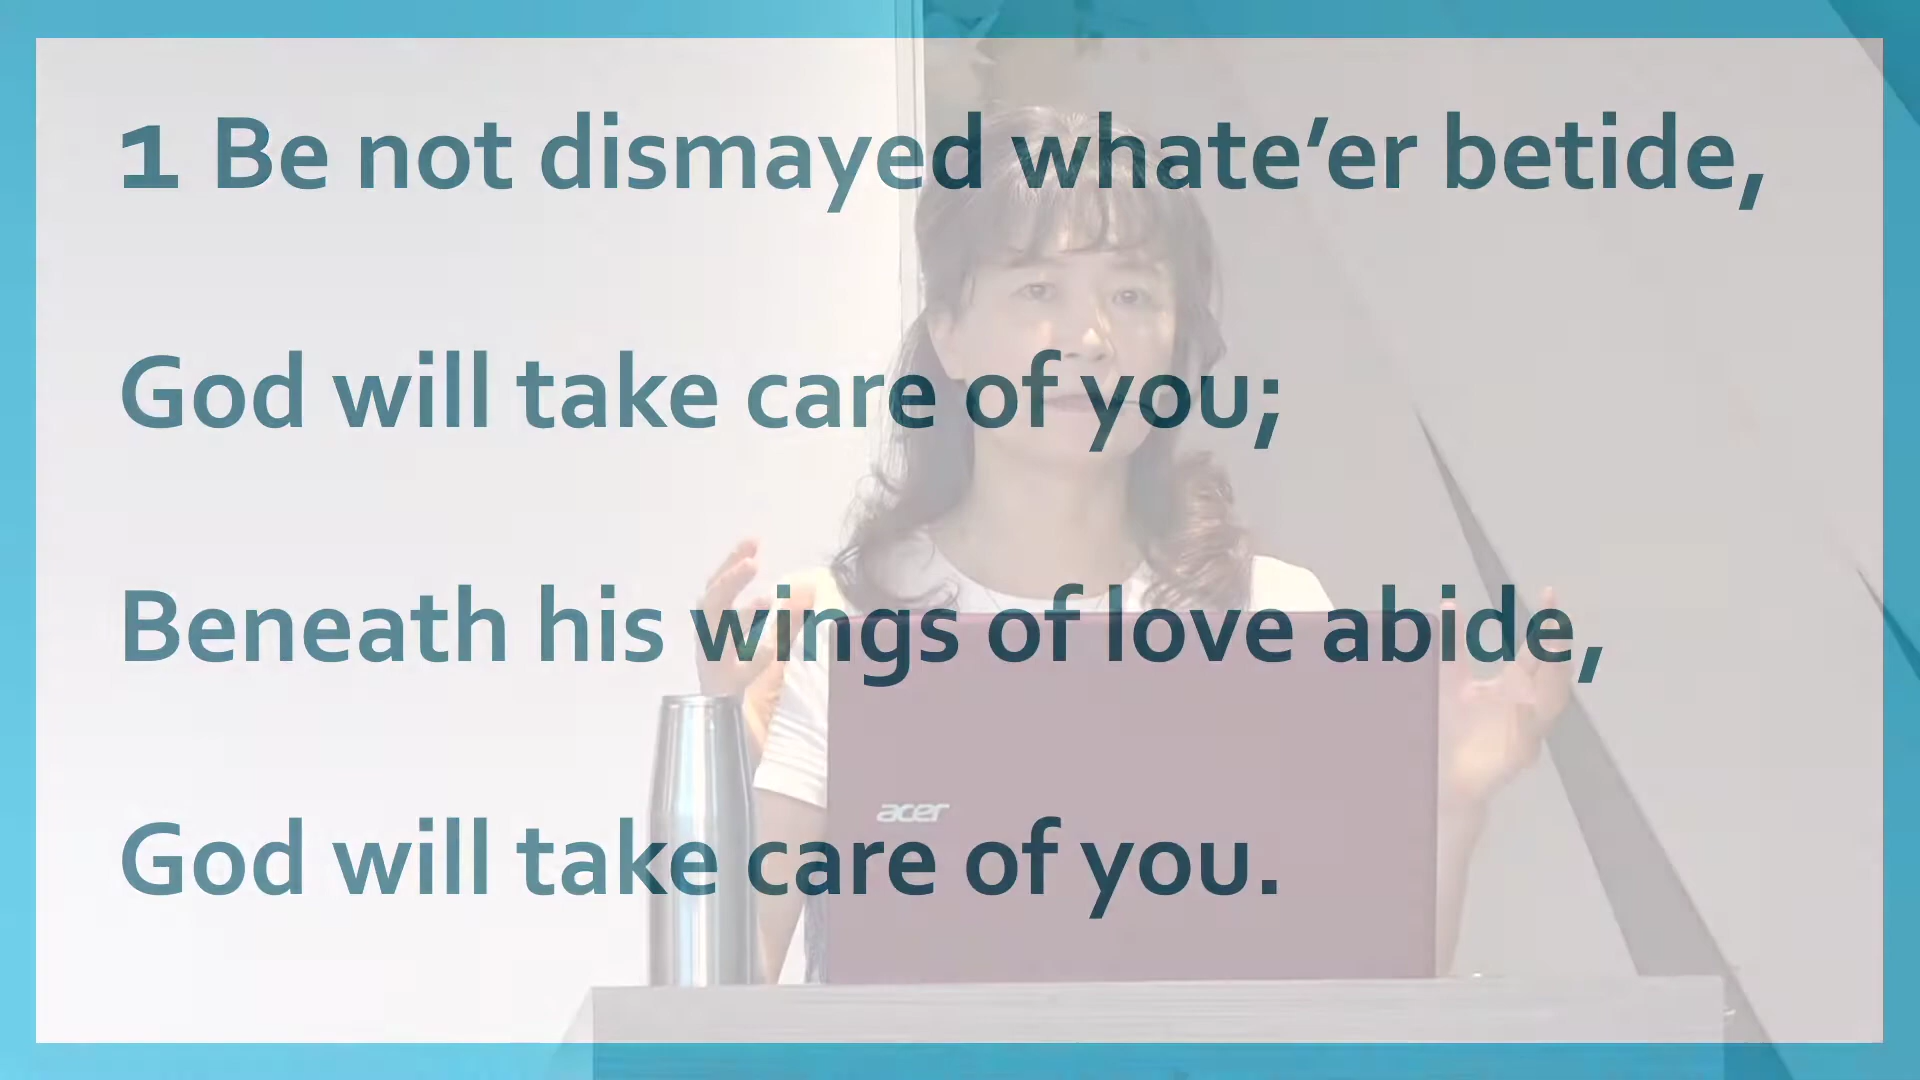 1 Be not dismayed whate’er betide,
God will take care of you;
Beneath his wings of love abide,
acer
God will take care of you.